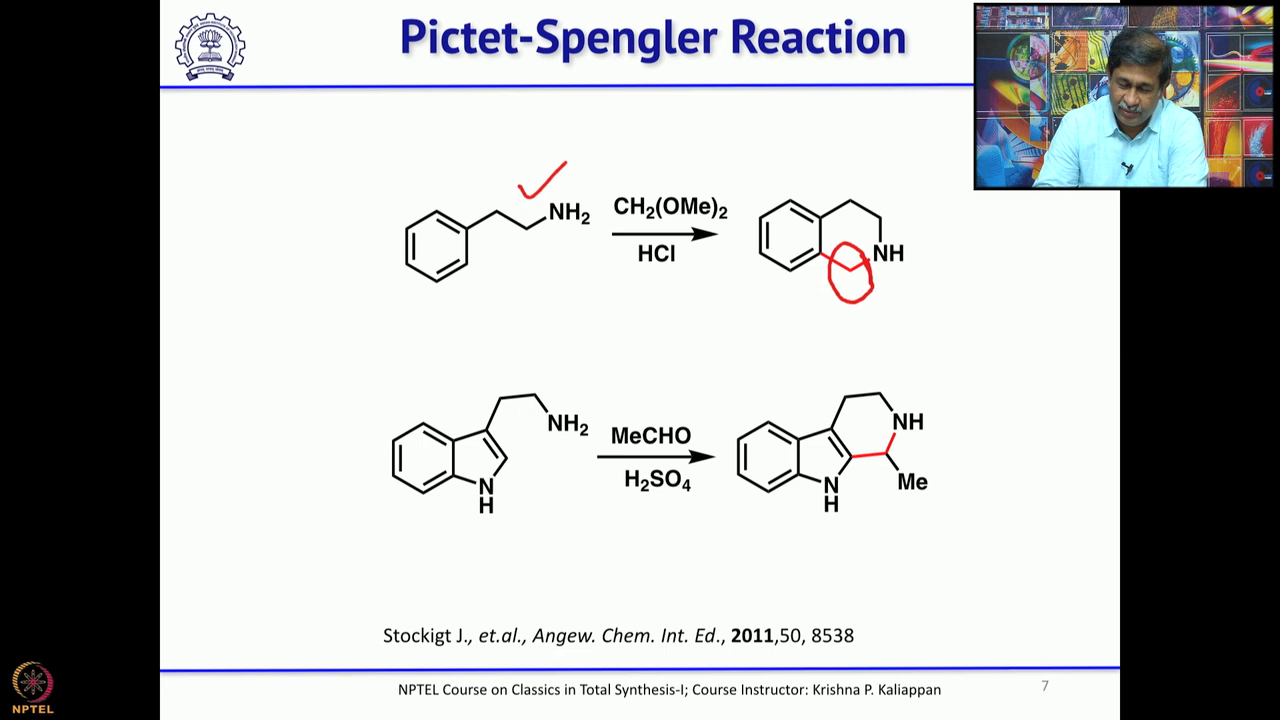 Pictet-Spengler Reaction
NH2
CH2(OMe)2
HCl
NH
NH2
N
H
MeCHO
H2SO4
NH
N
H
Me
Stockigt J., et.al., Angew. Chem. Int. Ed., 2011,50, 8538
NPTEL Course on Classics in Total Synthesis-I; Course Instructor: Krishna P. Kaliappan
7
NPTEL